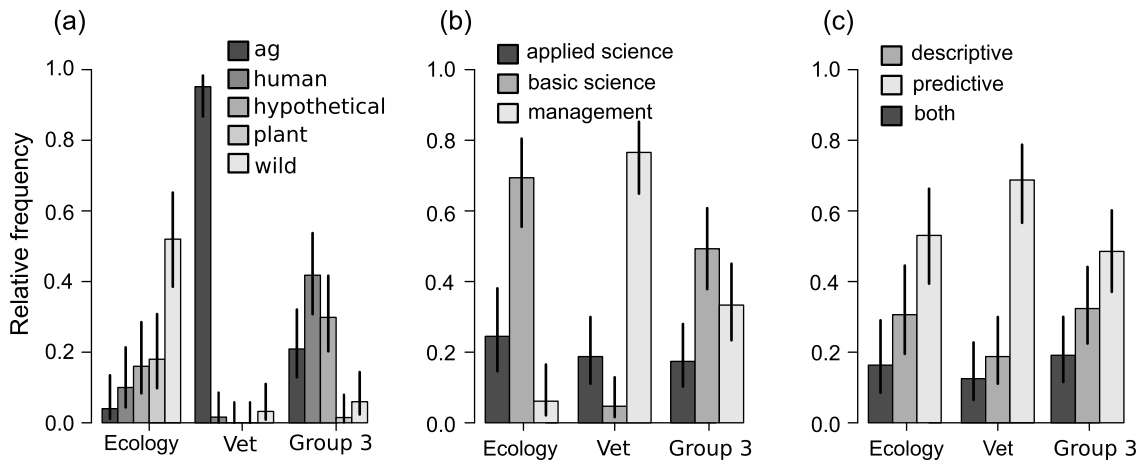 (a)
ag
human
hypothetical
plant
wild
Relative frequency
1.0
0.8
0.6
0.4
0.2
0.0
Ecology Vet Group 3
(b)
applied science
basic science
management
1.0
0.8
0.6
0.4
0.2
0.0
Ecology Vet Group 3
(c)
descriptive
predictive
both
1.0
0.8
0.6
0.4
0.2
0.0
Ecology Vet Group 3